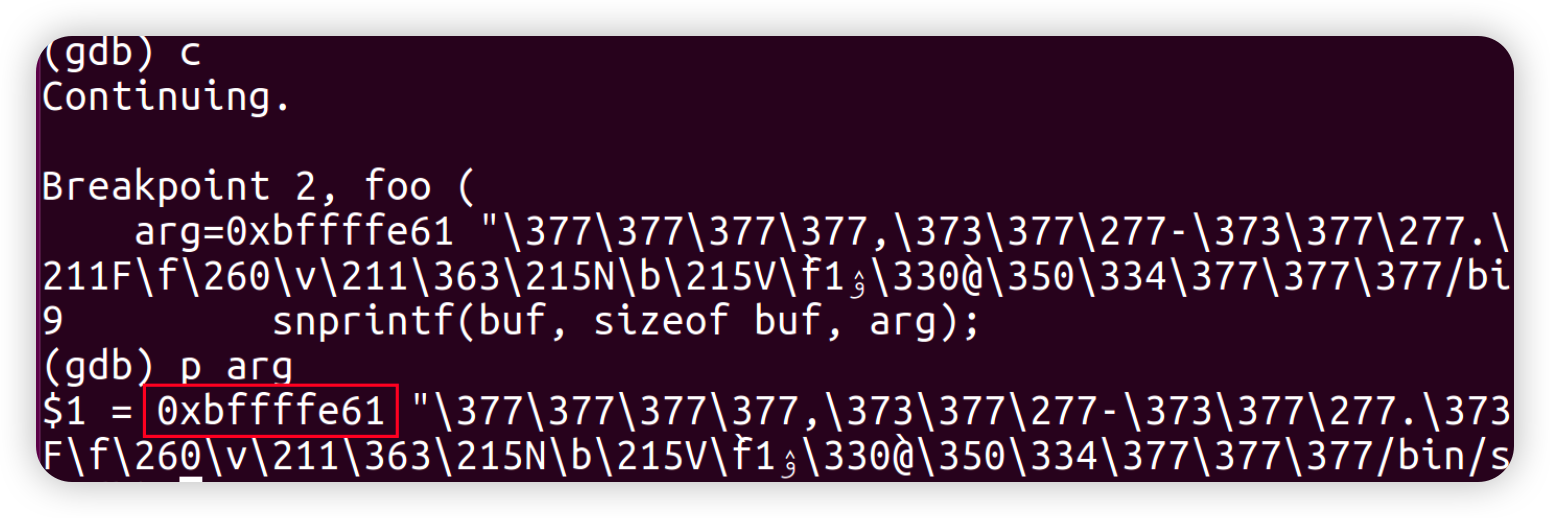 (gdb) c
Continuing.
Breakpoint 2, foo (
arg=0xbffffe61 "\377\377\377\377,\373\377\277-\373\377\277.\
211F\f\260\v\211\363\215N\b\215V\f̀1ۉ\330@\350\334\377\377\377/bi
9 snprintf(buf, sizeof buf, arg);
(gdb) p arg
$1 = 0xbffffe61 "\377\377\377\377,\373\377\277-\373\377\277.\373
F\f\260\v\211\363\215N\b\215V\f̀1ۉ\330@\350\334\377\377\377/bin/s